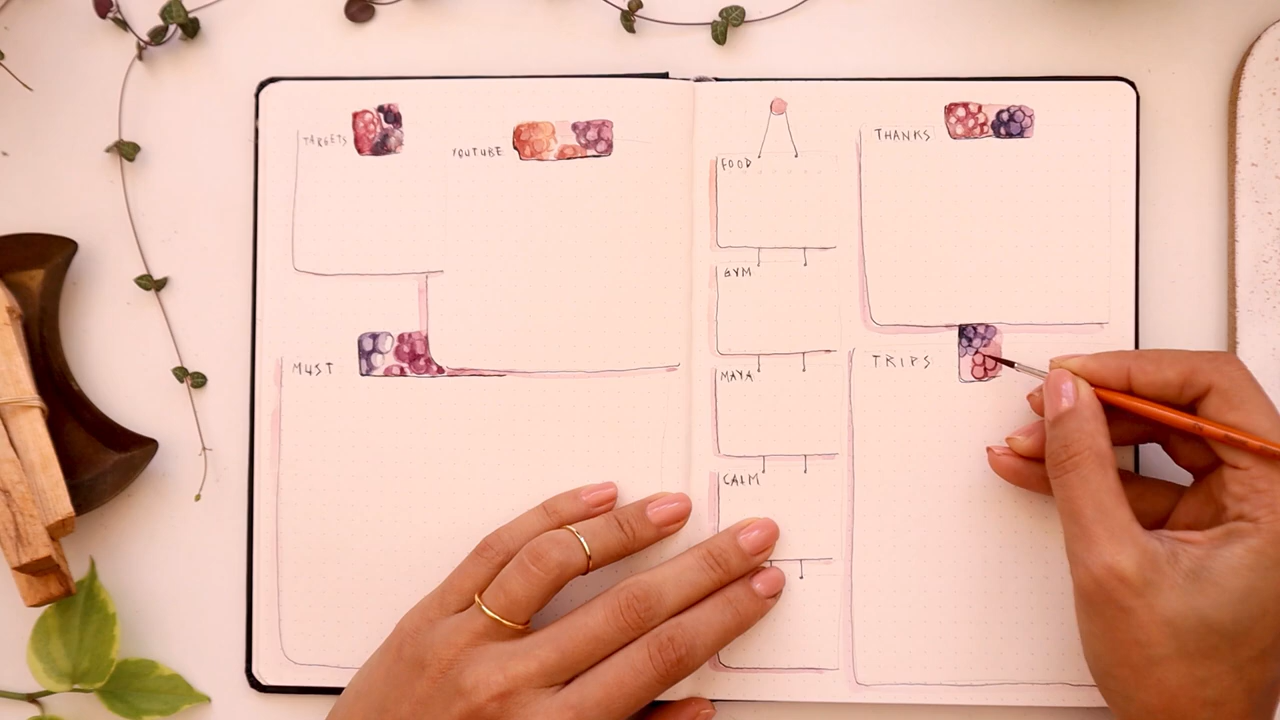 TARGETS
YOUTUBE
MUST
FOOD
GYM
MAYA
CALM
THANKS
TRIPS